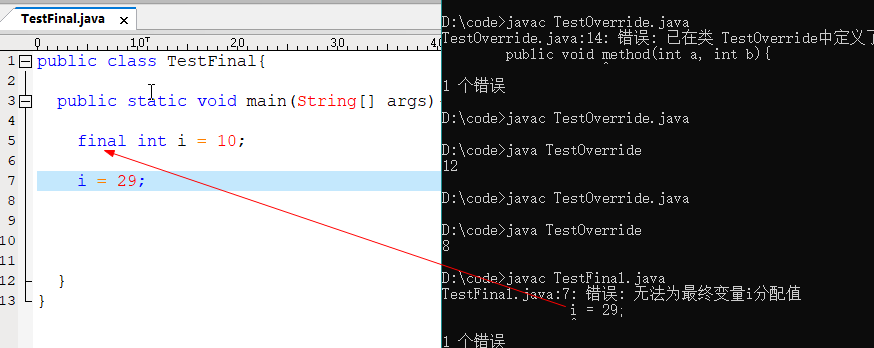 TestFinal.java ×
0 10 20 30 40
1 public class TestFinal{
2
3 public static void main(String[] args)
4
5 final int i = 10;
6
7 i = 29;
8
9
10
11
12 }
13 }
D:\code>javac TestOverride.java
TestOverride.java:14: 错误: 已在类 TestOverride中定义了
public void method(int a, int b){
^
1 个错误
D:\code>javac TestOverride.java
D:\code>java TestOverride
12
D:\code>javac TestOverride.java
D:\code>java TestOverride
8
D:\code>javac TestFinal.java
TestFinal.java:7: 错误: 无法为最终变量i分配值
i = 29;
^
1 个错误